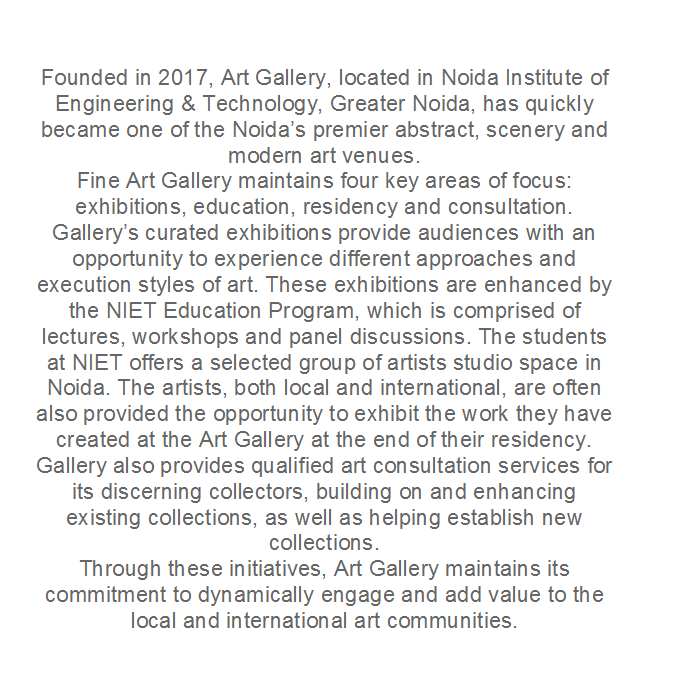 Founded in 2017, Art Gallery, located in Noida Institute of
Engineering & Technology, Greater Noida, has quickly
became one of the Noida’s premier abstract, scenery and
modern art venues.
Fine Art Gallery maintains four key areas of focus:
exhibitions, education, residency and consultation.
Gallery’s curated exhibitions provide audiences with an
opportunity to experience different approaches and
execution styles of art. These exhibitions are enhanced by
the NIET Education Program, which is comprised of
lectures, workshops and panel discussions. The students
at NIET offers a selected group of artists studio space in
Noida. The artists, both local and international, are often
also provided the opportunity to exhibit the work they have
created at the Art Gallery at the end of their residency.
Gallery also provides qualified art consultation services for
its discerning collectors, building on and enhancing
existing collections, as well as helping establish new
collections.
Through these initiatives, Art Gallery maintains its
commitment to dynamically engage and add value to the
local and international art communities.